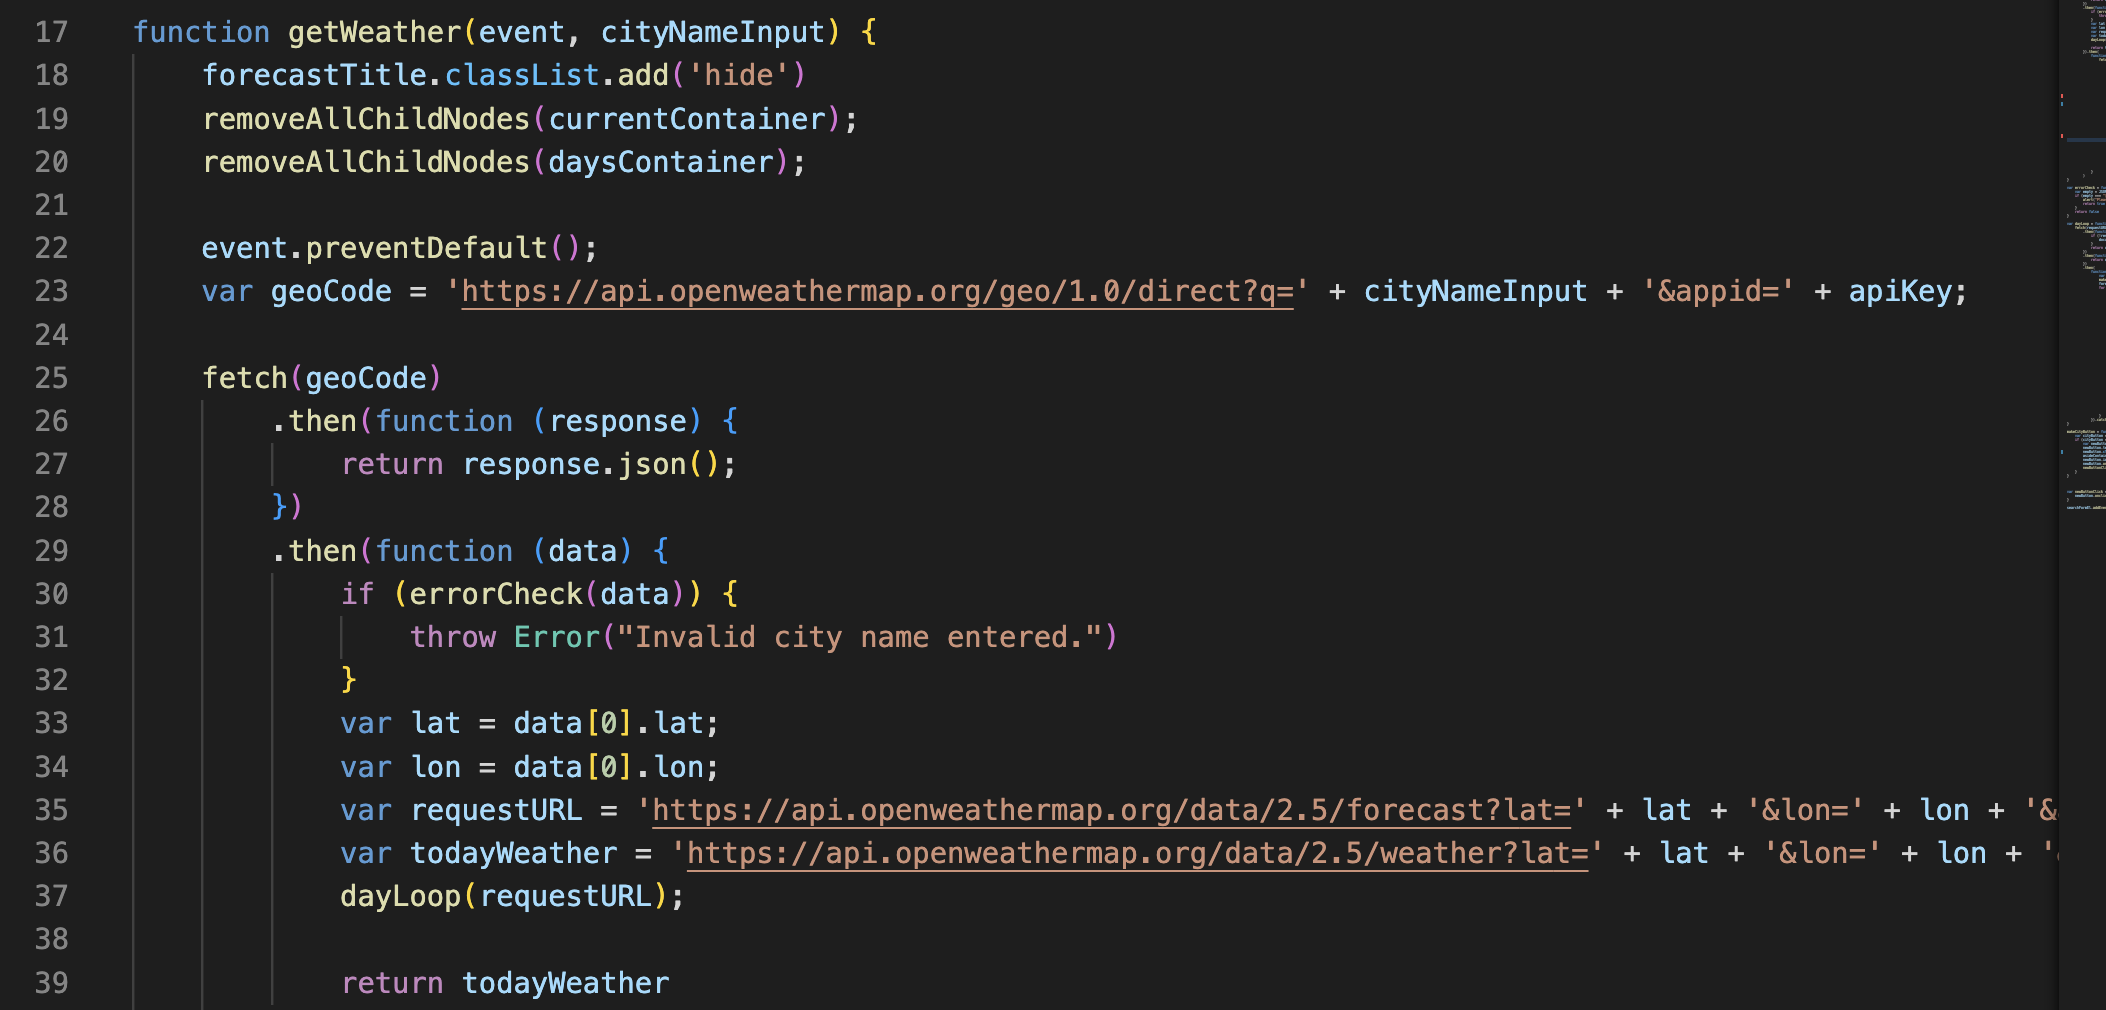 17 function getWeather(event, cityNameInput) {
18 forecastTitle.classList.add('hide')
19 removeAllChildNodes(currentContainer);
20 removeAllChildNodes(daysContainer);
21
22 event.preventDefault();
23 var geoCode = 'https://api.openweathermap.org/geo/1.0/direct?q=' + cityNameInput + '&appid=' + apiKey;
24
25 fetch(geoCode)
26 .then(function (response) {
27 return response.json();
28 })
29 .then(function (data) {
30 if (errorCheck(data)) {
31 throw Error("Invalid city name entered.")
32 }
33 var lat = data[0].lat;
34 var lon = data[0].lon;
35 var requestURL = 'https://api.openweathermap.org/data/2.5/forecast?lat=' + lat + '&lon=' + lon + '&
36 var todayWeather = 'https://api.openweathermap.org/data/2.5/weather?lat=' + lat + '&lon=' + lon + '
37 dayLoop(requestURL);
38
39 return todayWeather